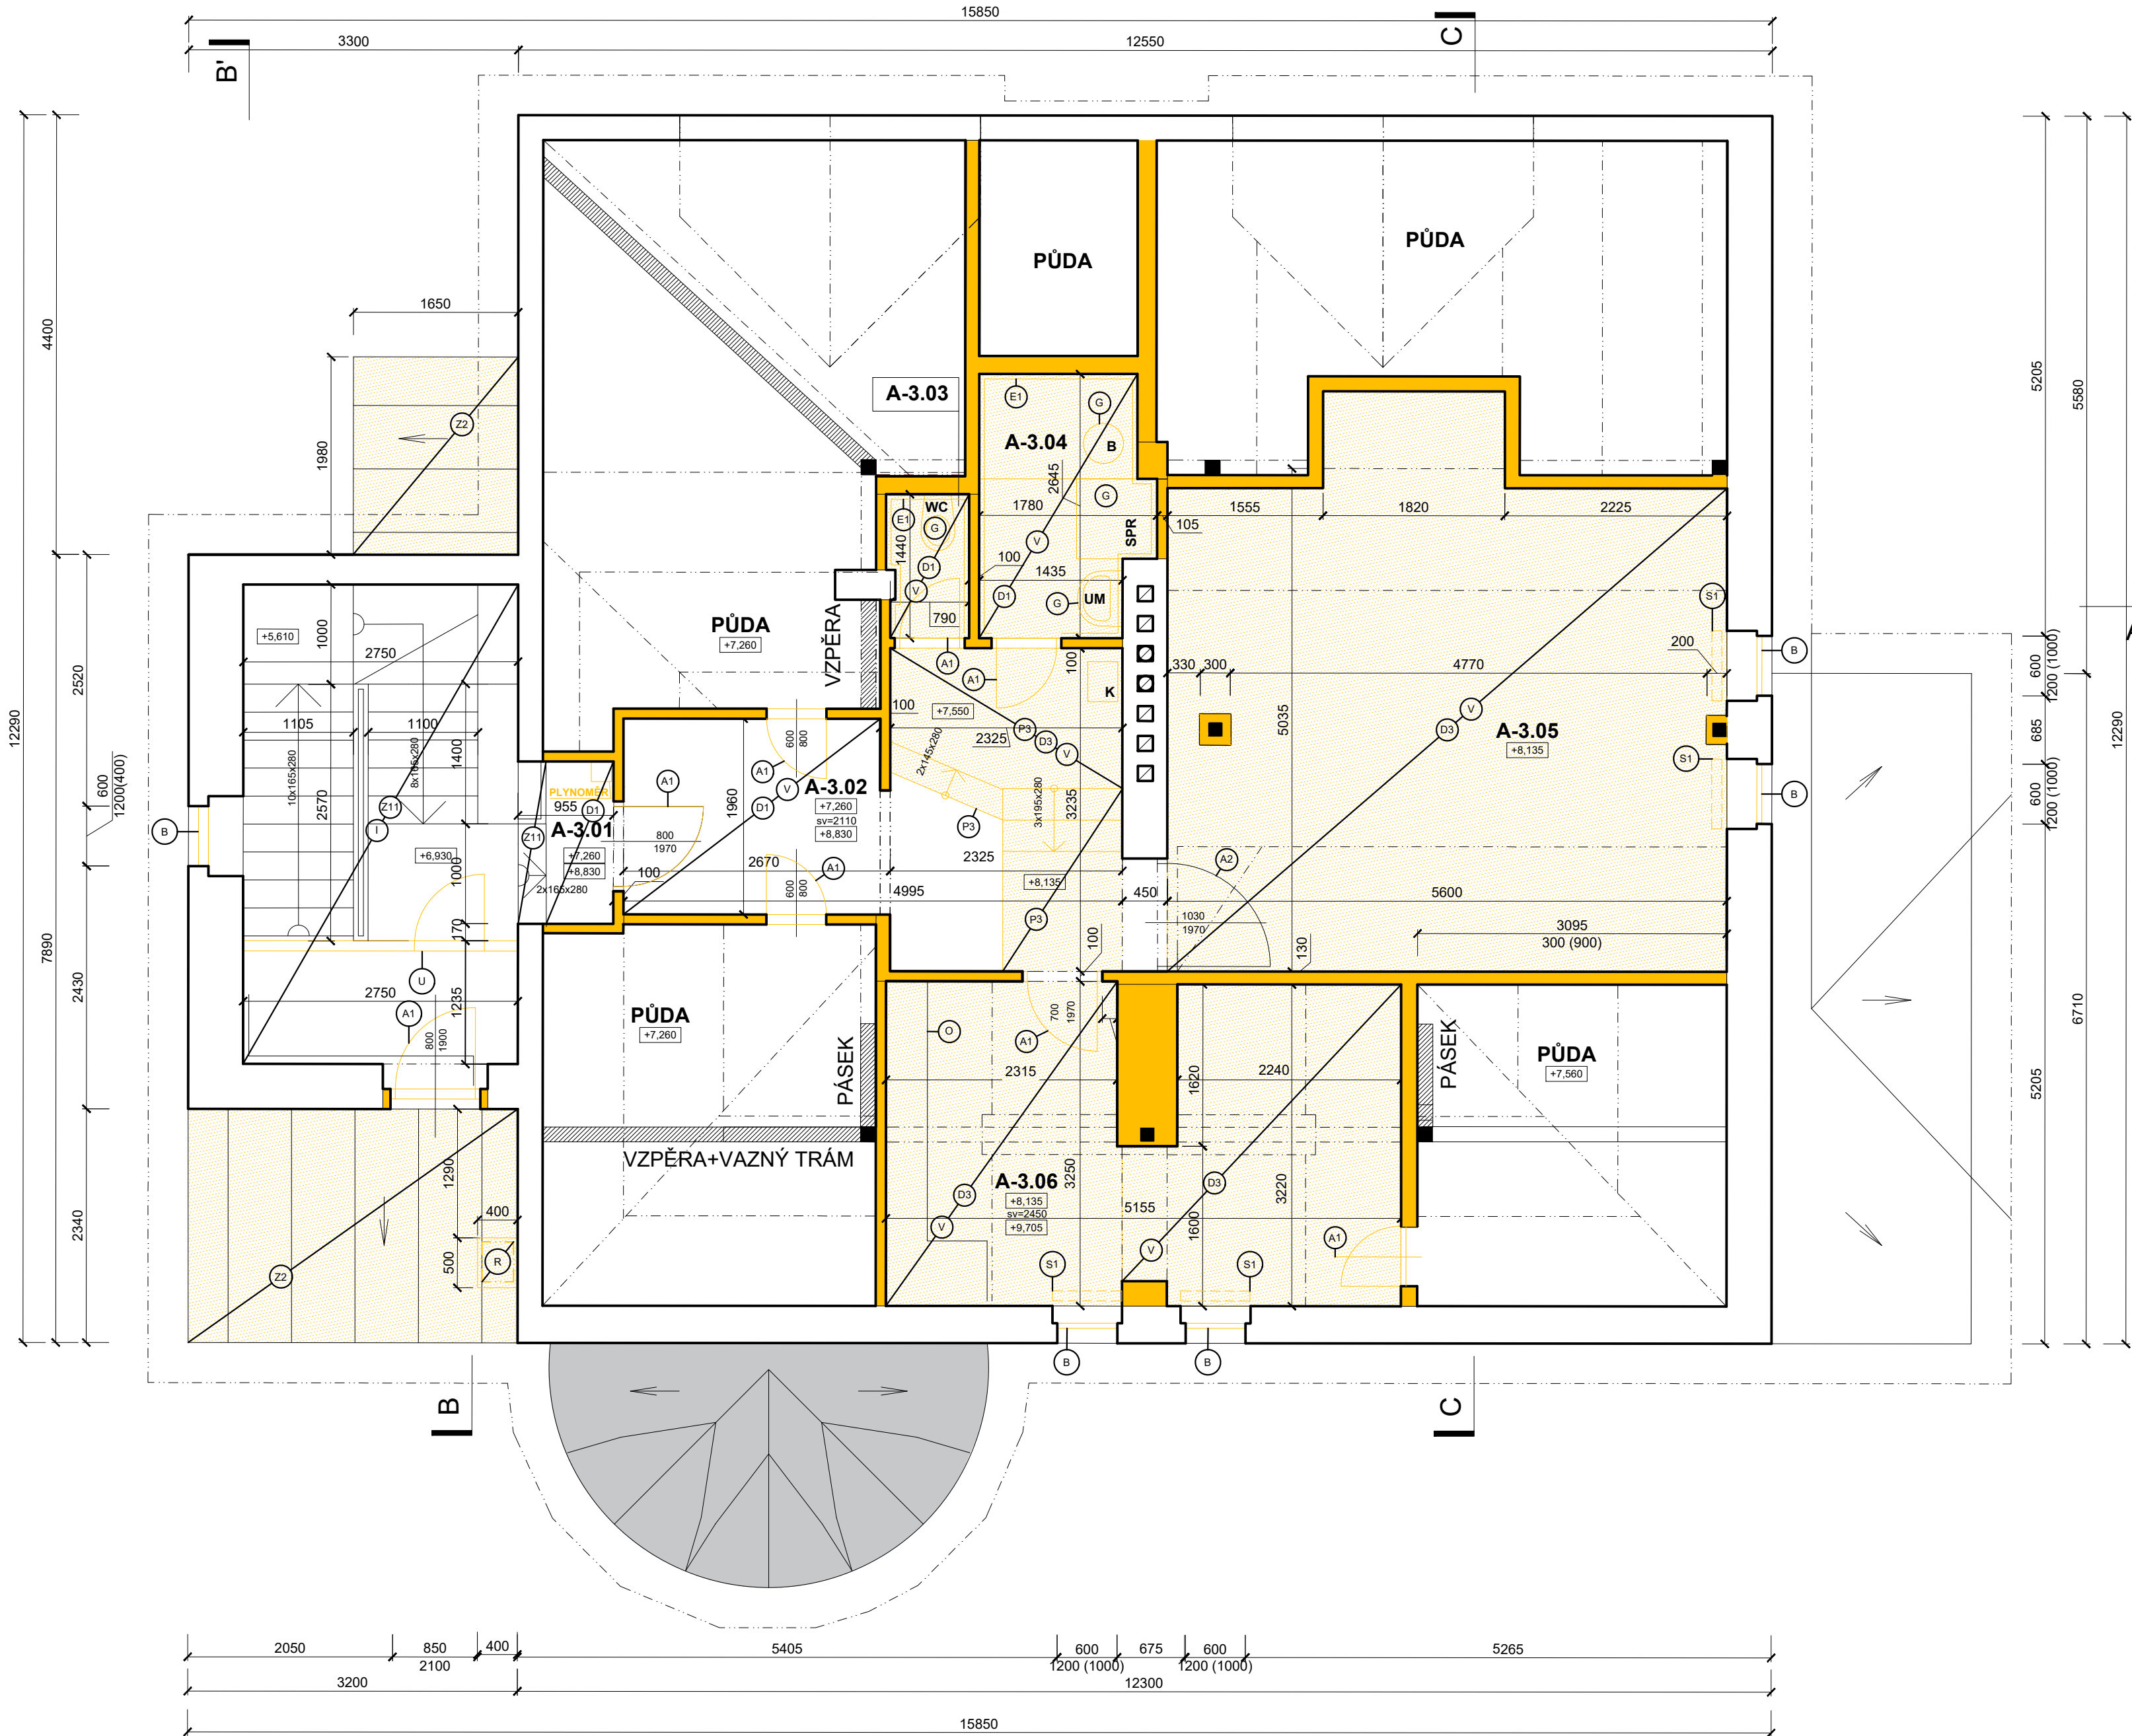 15850
3300
12550
B'
C
1650
4400
1980
12290
7890
2520
600
1200(400)
2430
2340
PŮDA
PŮDA
A-3.03
A-3.04
E1
G
B
2645
G
1780
SPR
105
1555
1820
2225
Z2
E1
WC
G
1440
D1
V
V
100
1435
D1
G
UM
790
S1
5205
5580
600
1200 (1000)
685
600
1200 (1000)
12290
6710
5205
A
+5,610
1000
2750
1105
1100
10x165x280
8x165x280
1400
2570
Z11
I
+6,930
1000
170
2750
U
A1
1235
800
1900
B
PŮDA
+7,260
VZPĚRA
A1
A1
K
100
100
+7,550
2325
P3
D3
V
330
300
4770
200
B
5035
D3
V
A-3.05
+8,135
S1
B
600
800
A1
PLYNOMĚR
955
D1
A-3.01
+7,260
+8,830
Z11
2x165x280
A1
1960
V
D1
A-3.02
+7,260
sv=2110
+8,830
800
1970
2670
100
600
800
A1
2x145x280
P3
3x195x280
3235
2325
+8,135
4995
450
5600
A2
1030
1970
P3
100
130
3095
300 (900)
PŮDA
+7,260
PÁSEK
VZPĚRA+VAZNÝ TRÁM
O
700
1970
A1
2315
1620
2240
PÁSEK
PŮDA
+7,560
A-3.06
+8,135
sv=2450
+9,705
3250
D3
V
5155
D3
3220
1600
V
A1
S1
S1
B
B
1290
400
500
R
Z2
B
C
2050
850
2100
400
5405
600
1200 (1000)
675
600
1200 (1000)
5265
3200
12300
15850